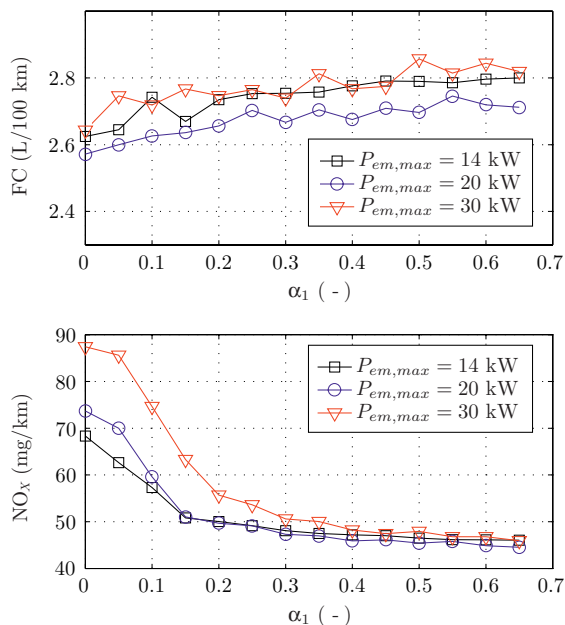 3
2.8
2.6
2.4
FC (L/100 km)
P_em,max = 14 kW
P_em,max = 20 kW
P_em,max = 30 kW
0 0.1 0.2 0.3 0.4 0.5 0.6 0.7
α₁ ( - )
90
80
70
60
50
40
NO_X (mg/km)
P_em,max = 14 kW
P_em,max = 20 kW
P_em,max = 30 kW
0 0.1 0.2 0.3 0.4 0.5 0.6 0.7
α₁ ( - )